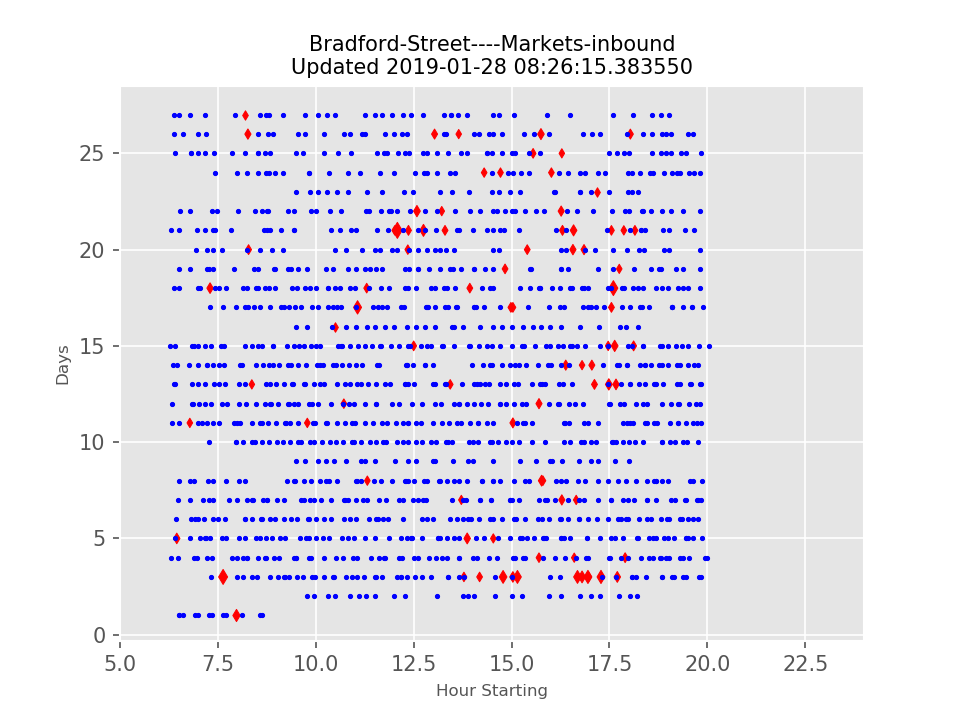 Bradford-Street----Markets-inbound
Updated 2019-01-28 08:26:15.383550
25
20
15
10
5
0
Days
5.0 7.5 10.0 12.5 15.0 17.5 20.0 22.5
Hour Starting